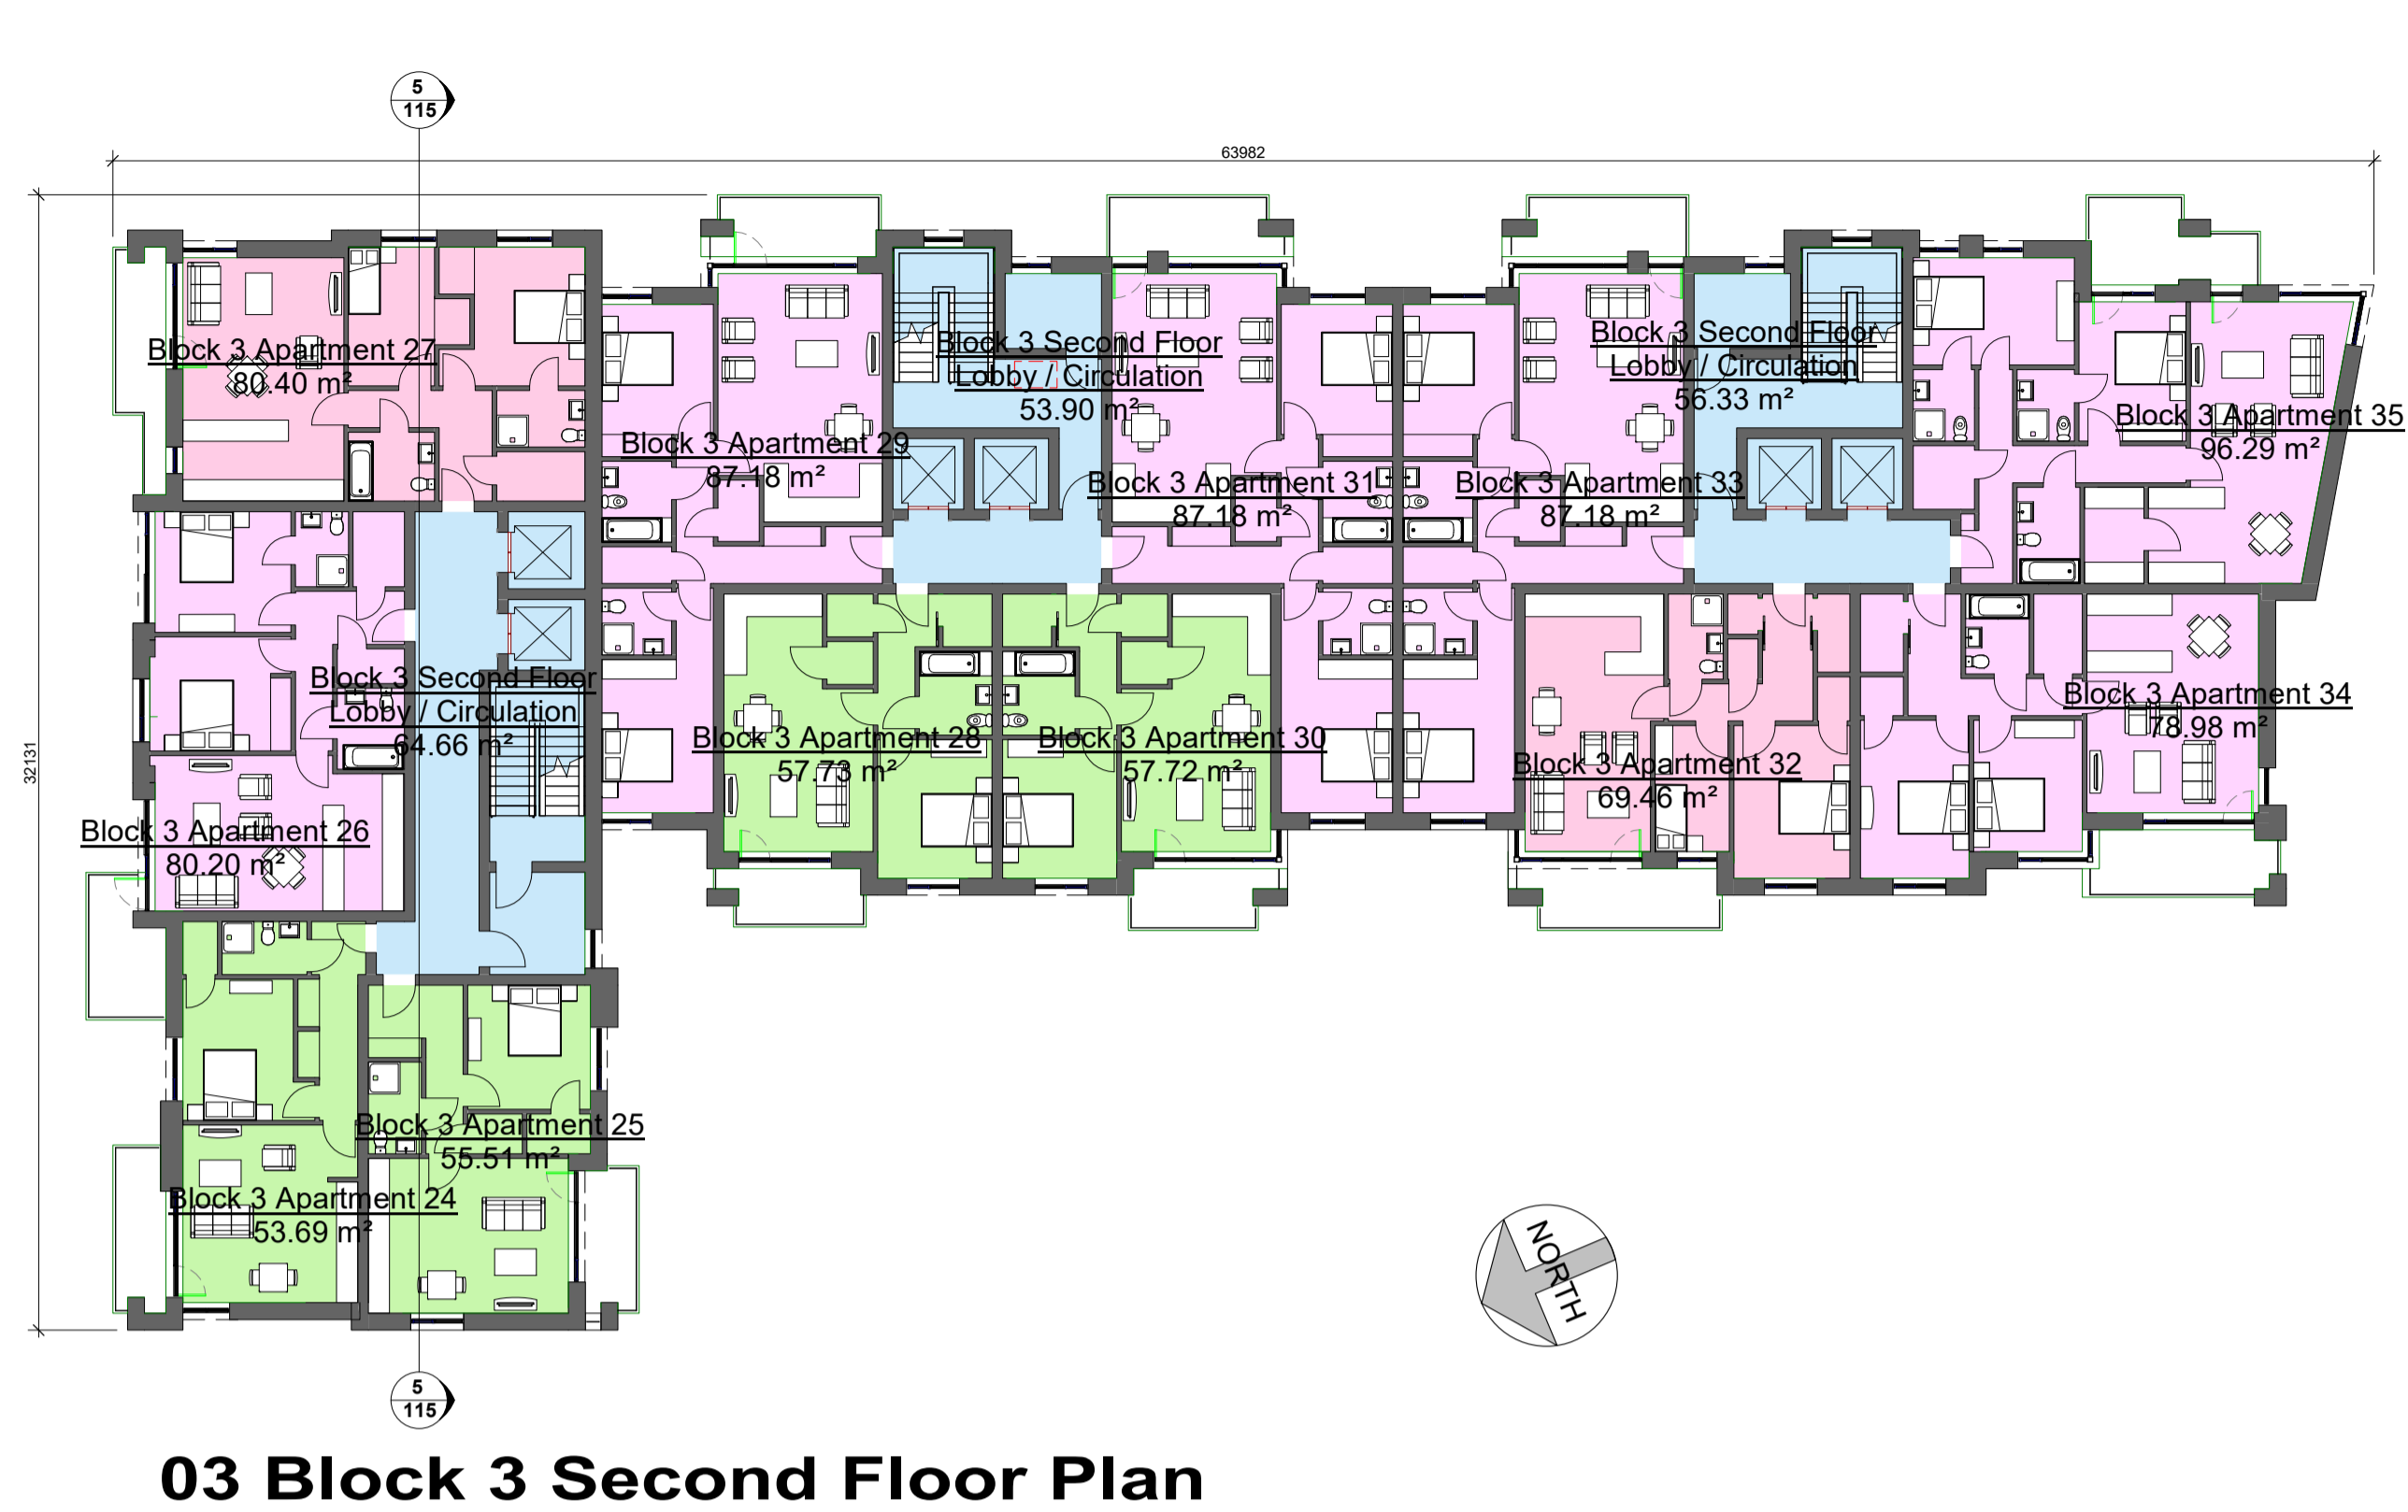 5
115
63982
32131
Block 3 Apartment 27
80.40 m²
Block 3 Second Floor
Lobby / Circulation
53.90 m²
Block 3 Second Floor
Lobby / Circulation
56.33 m²
Block 3 Apartment 35
96.29 m²
Block 3 Apartment 29
87.18 m²
Block 3 Apartment 31
87.18 m²
Block 3 Apartment 33
87.18 m²
Block 3 Second Floor
Lobby / Circulation
64.66 m²
Block 3 Apartment 34
78.98 m²
Block 3 Apartment 28
57.73 m²
Block 3 Apartment 30
57.72 m²
Block 3 Apartment 32
69.46 m²
Block 3 Apartment 26
80.20 m²
Block 3 Apartment 25
55.51 m²
Block 3 Apartment 24
53.69 m²
NORTH
5
115
03 Block 3 Second Floor Plan